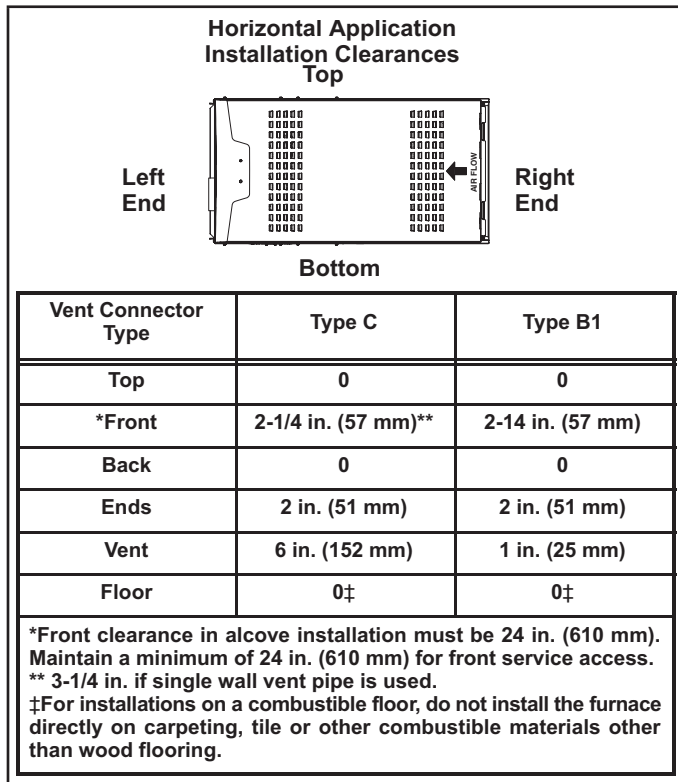 Horizontal Application
Installation Clearances
Top
Left
End
AIR FLOW
Right
End
Bottom
Vent Connector
Type
Type C
Type B1
Top
0
0
*Front
2-1/4 in. (57 mm)**
2-14 in. (57 mm)
Back
0
0
Ends
2 in. (51 mm)
2 in. (51 mm)
Vent
6 in. (152 mm)
1 in. (25 mm)
Floor
0‡
0‡
*Front clearance in alcove installation must be 24 in. (610 mm).
Maintain a minimum of 24 in. (610 mm) for front service access.
** 3-1/4 in. if single wall vent pipe is used.
‡For installations on a combustible floor, do not install the furnace
directly on carpeting, tile or other combustible materials other
than wood flooring.